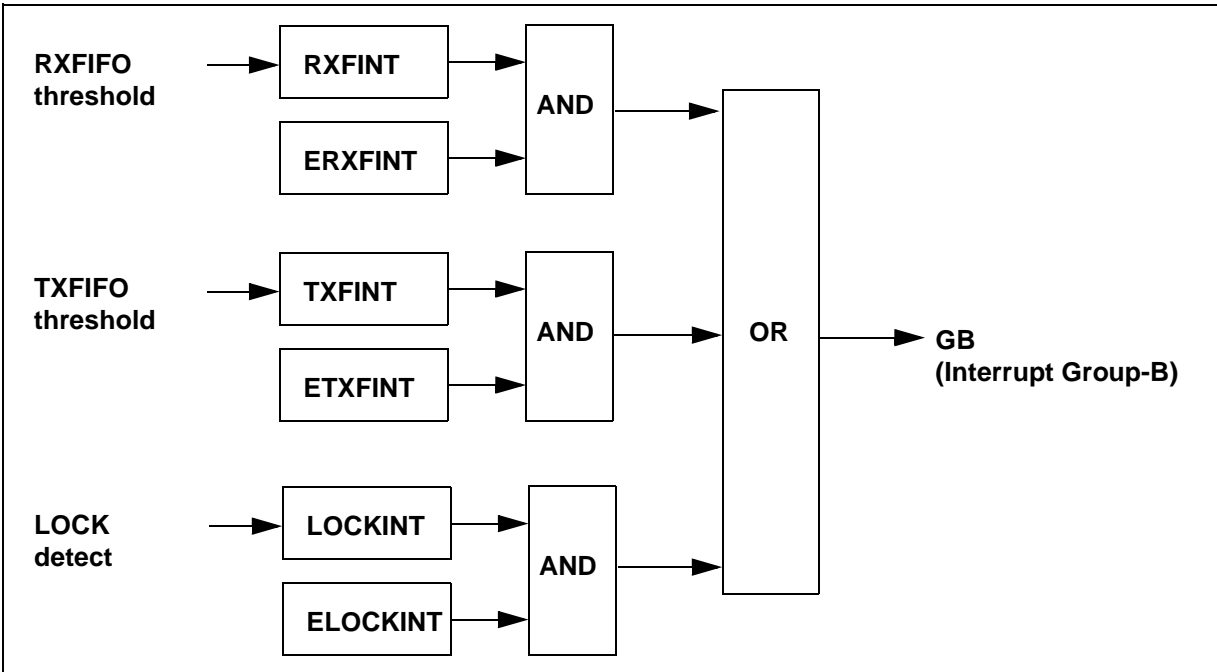 RXFIFO
threshold
RXFINT
AND
ERXFINT
TXFIFO
threshold
TXFINT
AND
ETXFINT
OR
GB
(Interrupt Group-B)
LOCK
detect
LOCKINT
AND
ELOCKINT